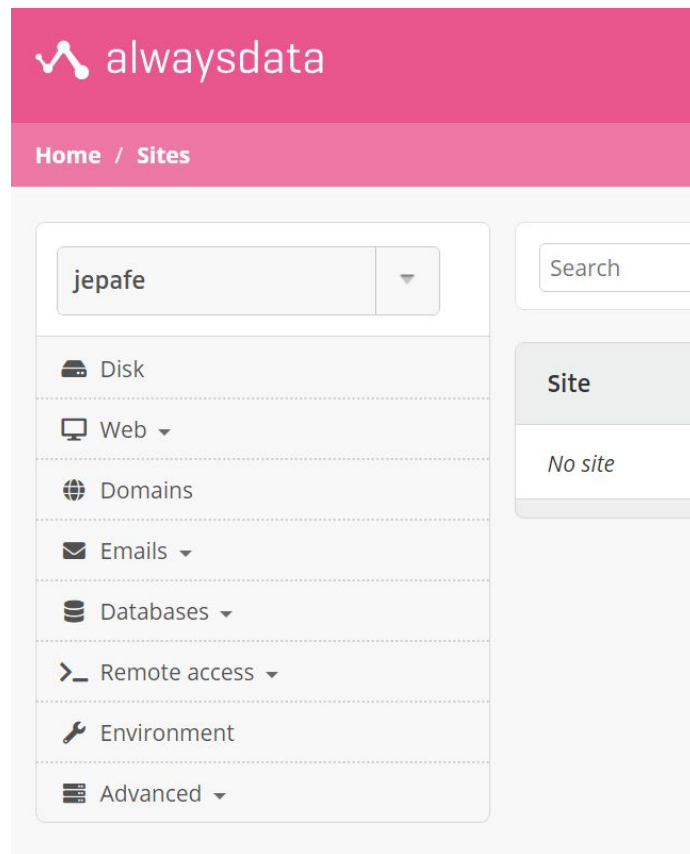 alwaysdata
Home / Sites
jepafe
Disk
Web
Domains
Emails
Databases
Remote access
Environment
Advanced
Search
Site
No site